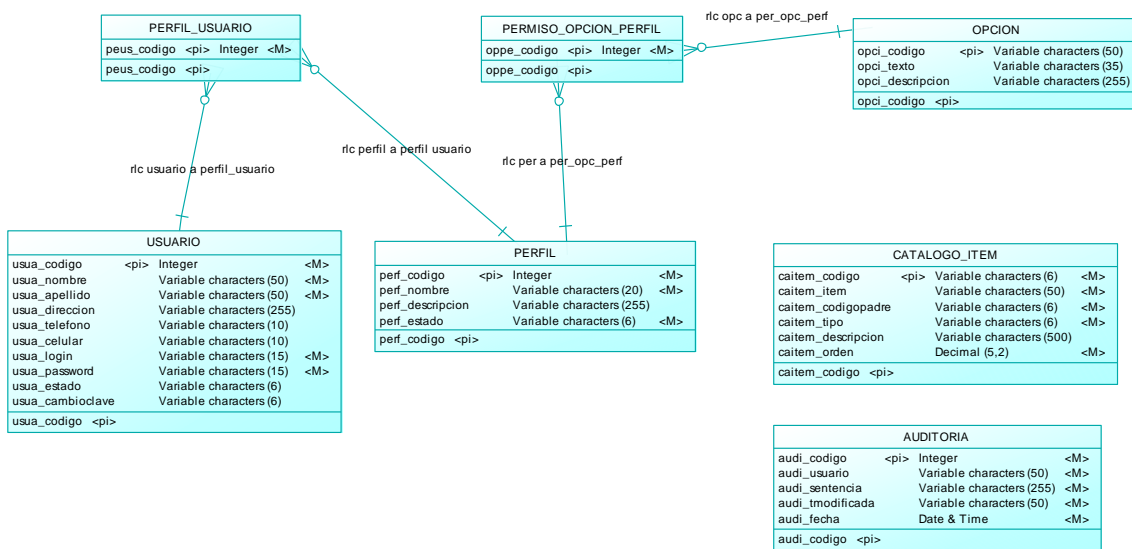 PERFIL_USUARIO
peus_codigo <pi> Integer <M>
peus_codigo <pi>
PERMISO_OPCION_PERFIL
oppe_codigo <pi> Integer <M>
oppe_codigo <pi>
rlc opc a per_opc_perf
OPCION
opci_codigo <pi> Variable characters (50)
opci_texto Variable characters (35)
opci_descripcion Variable characters (255)
opci_codigo <pi>
rlc usuario a perfil_usuario
rlc perfil a perfil usuario
rlc per a per_opc_perf
USUARIO
usua_codigo <pi> Integer <M>
usua_nombre Variable characters (50) <M>
usua_apellido Variable characters (50) <M>
usua_direccion Variable characters (255)
usua_telefono Variable characters (10)
usua_celular Variable characters (10)
usua_login Variable characters (15) <M>
usua_password Variable characters (15) <M>
usua_estado Variable characters (6)
usua_cambioclave Variable characters (6)
usua_codigo <pi>
PERFIL
perf_codigo <pi> Integer <M>
perf_nombre Variable characters (20) <M>
perf_descripcion Variable characters (255)
perf_estado Variable characters (6) <M>
perf_codigo <pi>
CATALOGO_ITEM
caitem_codigo <pi> Variable characters (6) <M>
caitem_item Variable characters (50) <M>
caitem_codigopadre Variable characters (6) <M>
caitem_tipo Variable characters (6) <M>
caitem_descripcion Variable characters (500)
caitem_orden Decimal (5,2) <M>
caitem_codigo <pi>
AUDITORIA
audi_codigo <pi> Integer <M>
audi_usuario Variable characters (50) <M>
audi_sentencia Variable characters (255) <M>
audi_tmodificada Variable characters (50) <M>
audi_fecha Date & Time <M>
audi_codigo <pi>